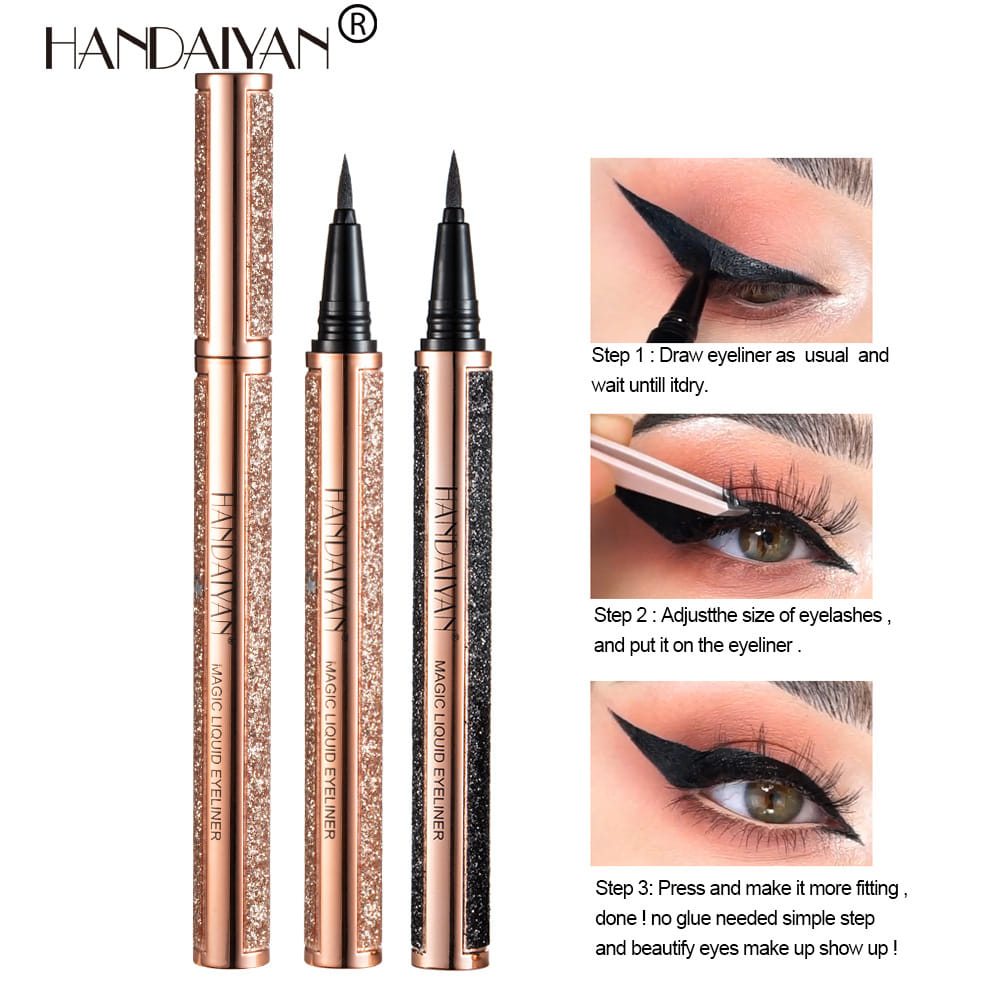 HANDAIYAN®
HANDAIYAN®
MAGIC LIQUID EYELINER
HANDAIYAN®
MAGIC LIQUID EYELINER
HANDAIYAN®
MAGIC LIQUID EYELINER
Step 1 : Draw eyeliner as usual and
wait untill itdry.
Step 2 : Adjustthe size of eyelashes ,
and put it on the eyeliner .
Step 3: Press and make it more fitting ,
done ! no glue needed simple step
and beautify eyes make up show up !